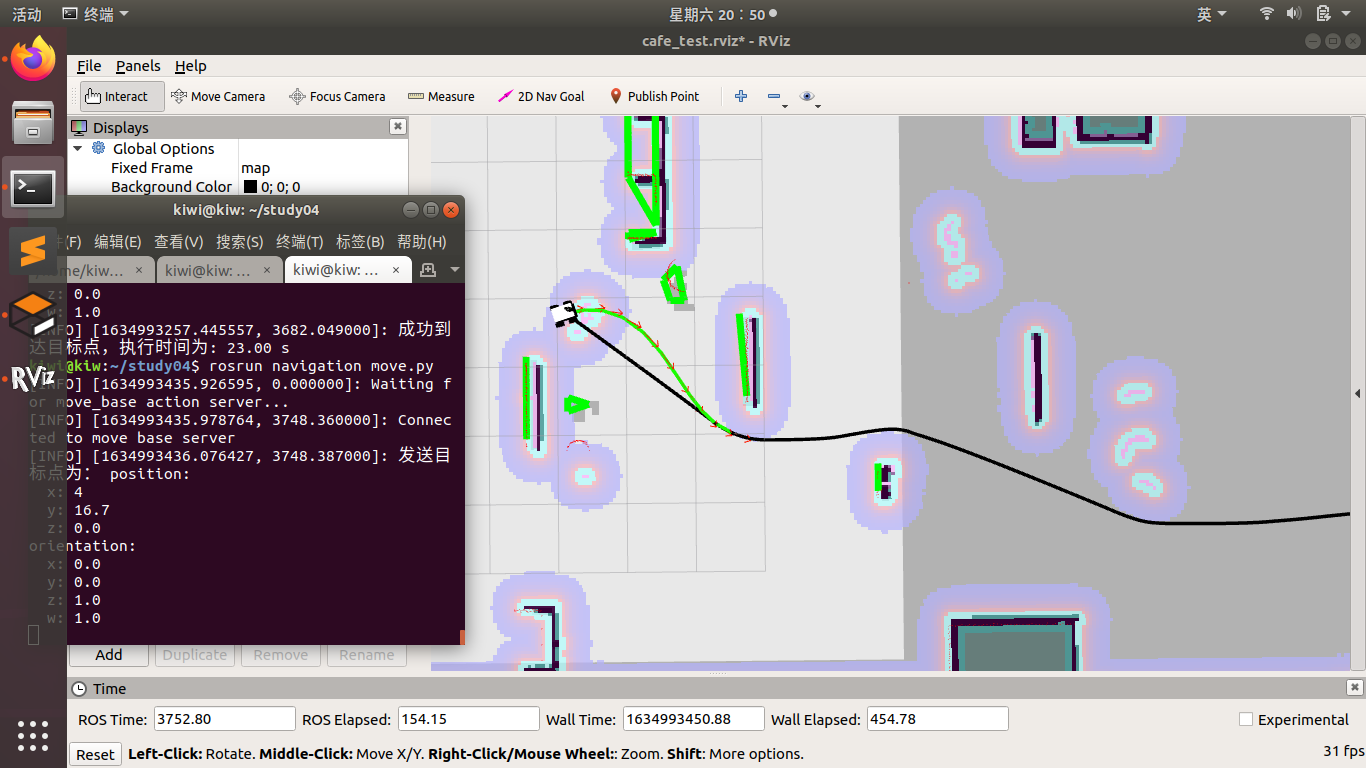 活动 终端 星期六 20：50 英
cafe_test.rviz* - RViz
File Panels Help
Interact Move Camera Focus Camera Measure 2D Nav Goal Publish Point
Displays
Global Options
Fixed Frame map
Background Color 0; 0; 0
kiwi@kiw: ~/study04
(F) 编辑(E) 查看(V) 搜索(S) 终端(T) 标签(B) 帮助(H)
/home/kiw... × kiwi@kiw: ... × kiwi@kiw: ... ×
z: 0.0
w: 1.0
[INFO] [1634993257.445557, 3682.049000]: 成功到
达目标点，执行时间为: 23.00 s
kiwi@kiw:~/study04$ rosrun navigation move.py
[INFO] [1634993435.926595, 0.000000]: Waiting f
or move_base action server...
[INFO] [1634993435.978764, 3748.360000]: Connec
ted to move base server
[INFO] [1634993436.076427, 3748.387000]: 发送目
标点为： position:
x: 4
y: 16.7
z: 0.0
orientation:
x: 0.0
y: 0.0
z: 1.0
w: 1.0
RViz
Add Duplicate Remove Rename
Time
ROS Time: 3752.80 ROS Elapsed: 154.15 Wall Time: 1634993450.88 Wall Elapsed: 454.78 Experimental
Reset Left-Click: Rotate. Middle-Click: Move X/Y. Right-Click/Mouse Wheel:: Zoom. Shift: More options. 31 fps